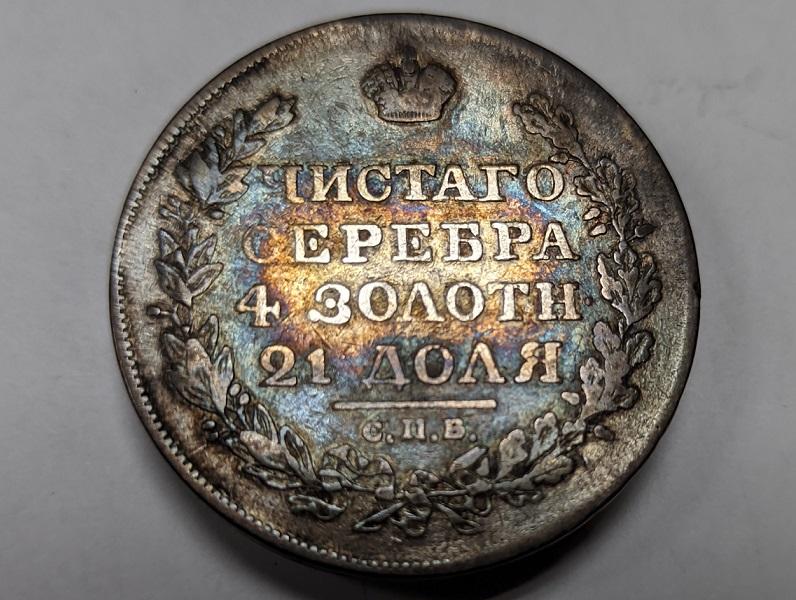 ЧИСТАГО
СЕРЕБРА
4 ЗОЛОТН
21 ДОЛЯ
С.П.Б.